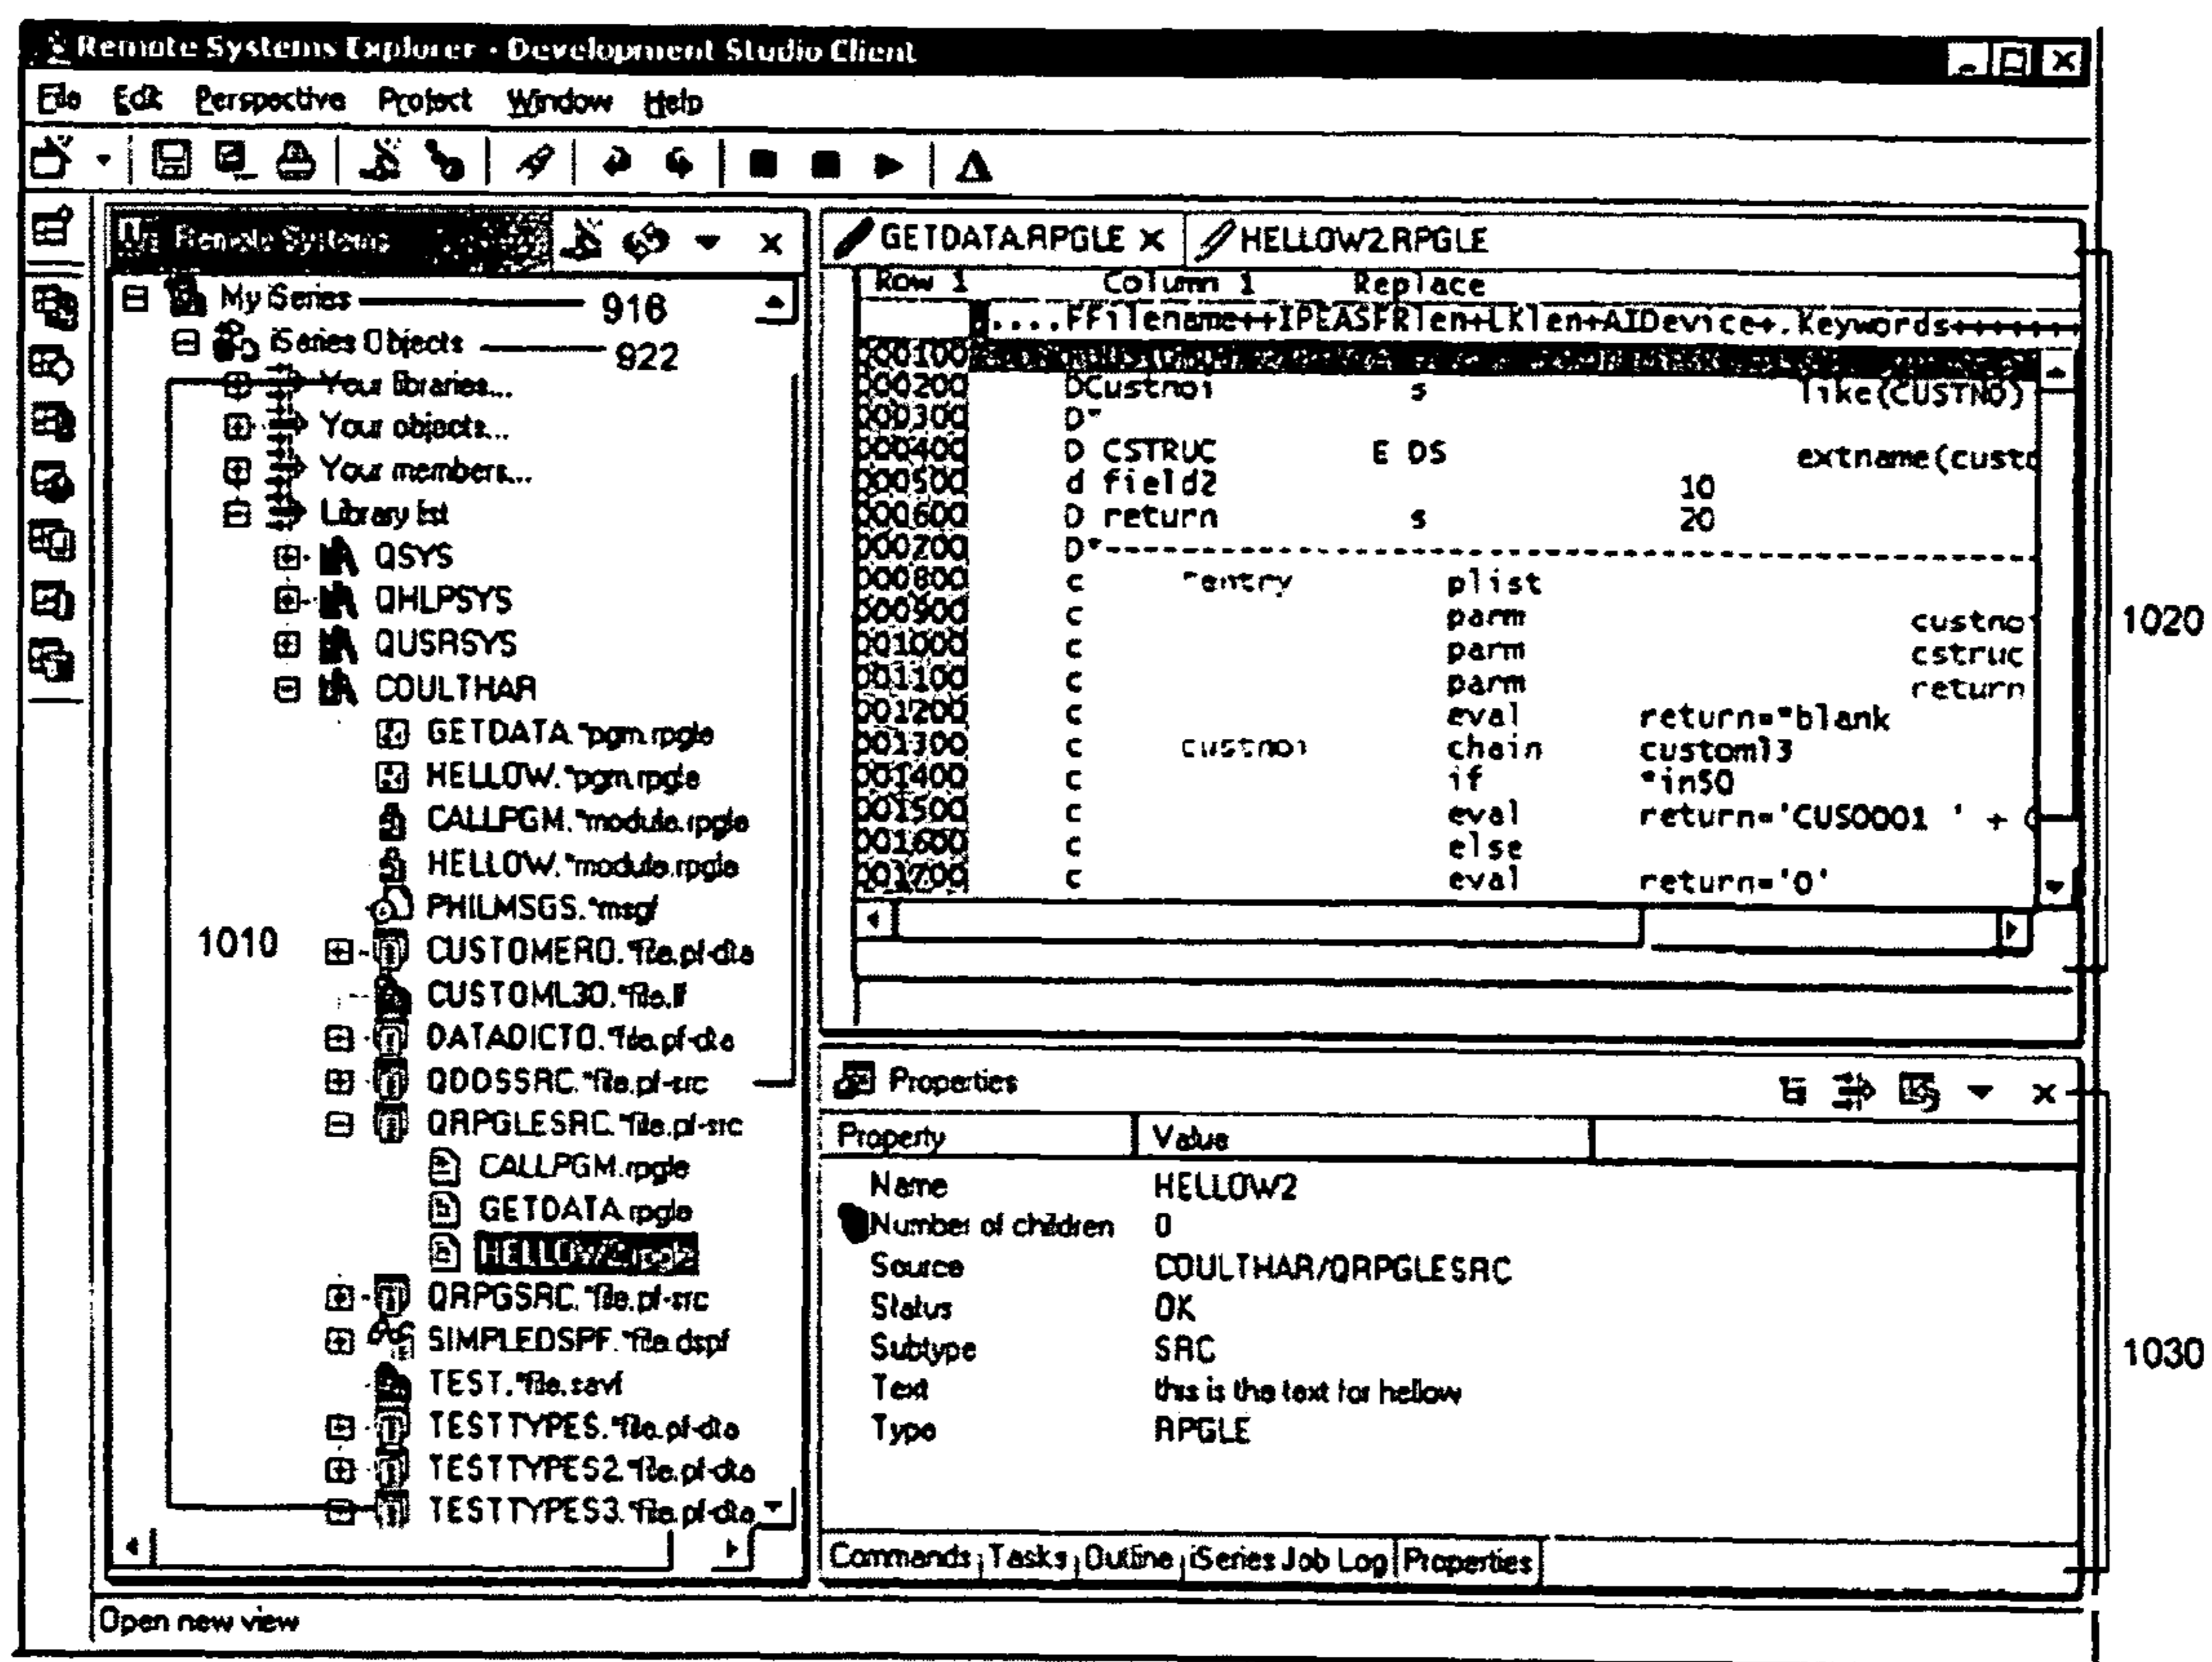 Remote Systems Explorer - Development Studio Client
File Edit Perspective Project Window Help
Remote Systems
My iSeries 916
iSeries Objects 922
Your libraries...
Your objects...
Your members...
Library list
QSYS
QHLPSYS
QUSRSYS
COULTHAR
GETDATA.*pgm.rpgle
HELLOW.*pgm.rpgle
CALLPGM.*module.rpgle
HELLOW.*module.rpgle
PHILMSGS.*msgf
1010
CUSTOMERO.*file.pf-dta
CUSTOML3O.*file.lf
DATADICTO.*file.pf-dta
QDDSSRC.*file.pf-src
QRPGLESRC.*file.pf-src
CALLPGM.rpgle
GETDATA.rpgle
HELLOW2.rpgle
QRPGSRC.*file.pf-src
SIMPLEDSPF.*file.dspf
TEST.*file.savf
TESTTYPES.*file.pf-dta
TESTTYPES2.*file.pf-dta
TESTTYPES3.*file.pf-dta
GETDATA.RPGLE HELLOW2.RPGLE
Row 1 Column 1 Replace
....FFilename++IPEASFRlen+LKlen+AIDevice+.Keywords+++++++
000100
000200 DCustno1 s like(CUSTNO)
000300 D*
000400 D CSTRUC E DS extname(custo
000500 d field2 10
000600 D return s 20
000200 D*--------------------------------------------------
000800 c *entry plist
000900 c parm custno
001000 c parm cstruc
001100 c parm return
001200 c eval return=*blank
001300 c custno1 chain custom13
001400 c if *in50
001500 c eval return='CUS0001 ' +
001600 c else
001700 c eval return='0'
1020
Properties
Property Value
Name HELLOW2
Number of children 0
Source COULTHAR/QRPGLESRC
Status OK
Subtype SRC
Text this is the text for hellow
Type RPGLE
1030
Commands Tasks Outline iSeries Job Log Properties
Open new view